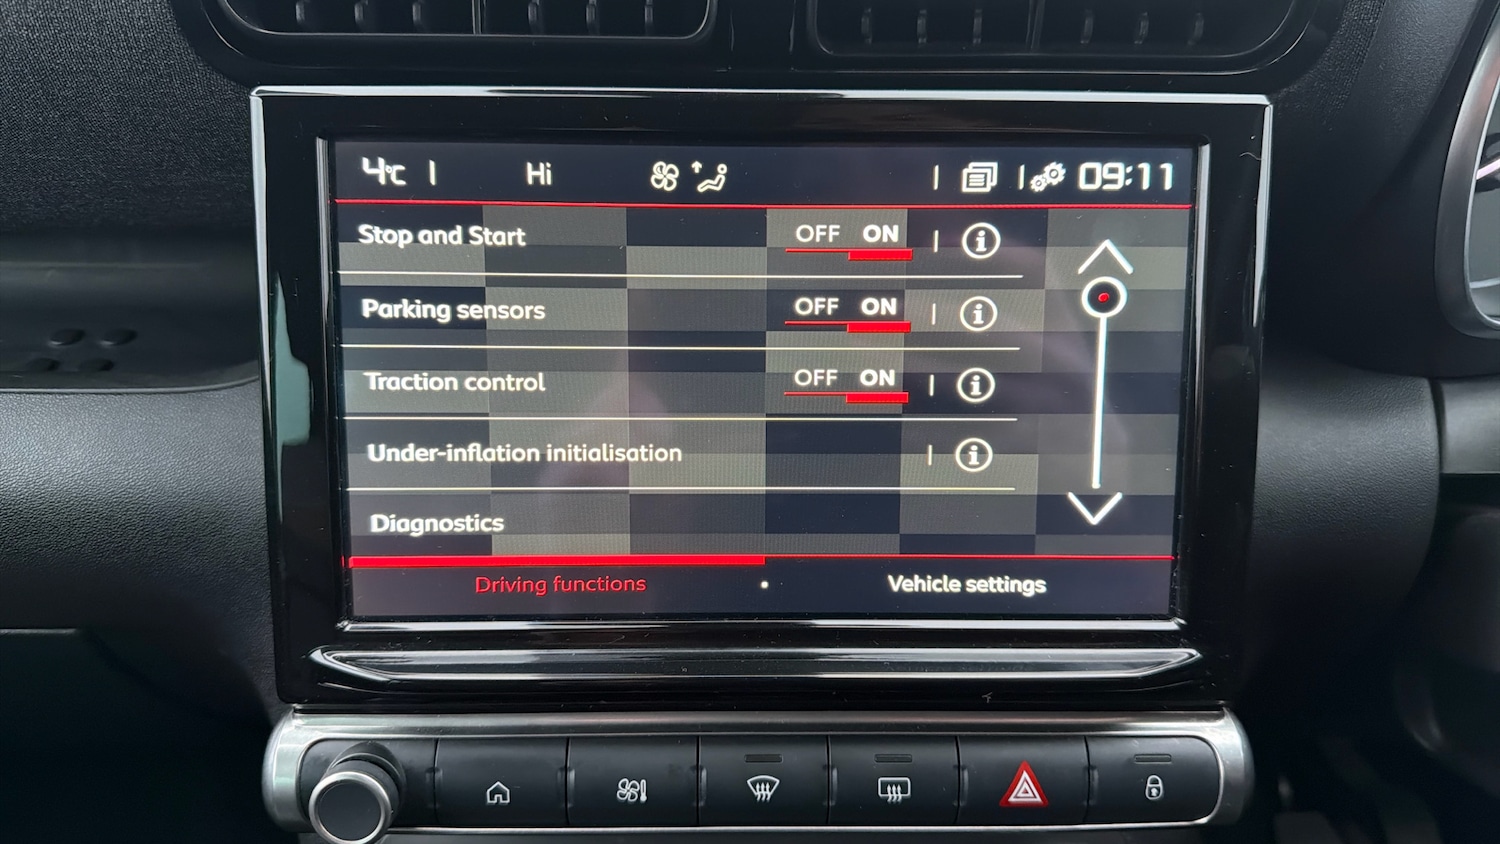 4°C Hi 09:11
Stop and Start OFF ON i
Parking sensors OFF ON i
Traction control OFF ON i
Under-inflation initialisation i
Diagnostics
Driving functions • Vehicle settings